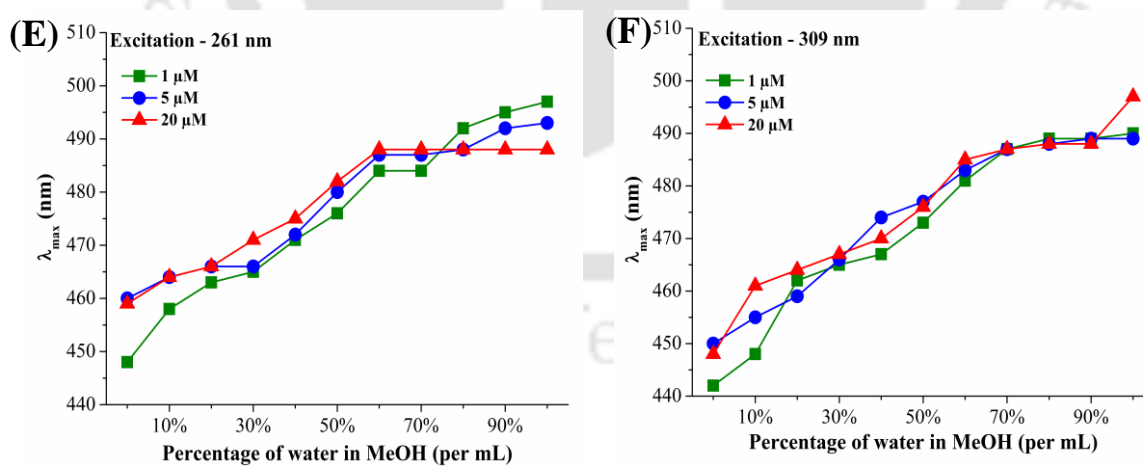 (E)
Excitation - 261 nm
1 µM
5 µM
20 µM
510
500
490
480
470
460
450
440
λmax (nm)
10%
30%
50%
70%
90%
Percentage of water in MeOH (per mL)
(F)
Excitation - 309 nm
1 µM
5 µM
20 µM
510
500
490
480
470
460
450
440
λmax (nm)
10%
30%
50%
70%
90%
Percentage of water in MeOH (per mL)